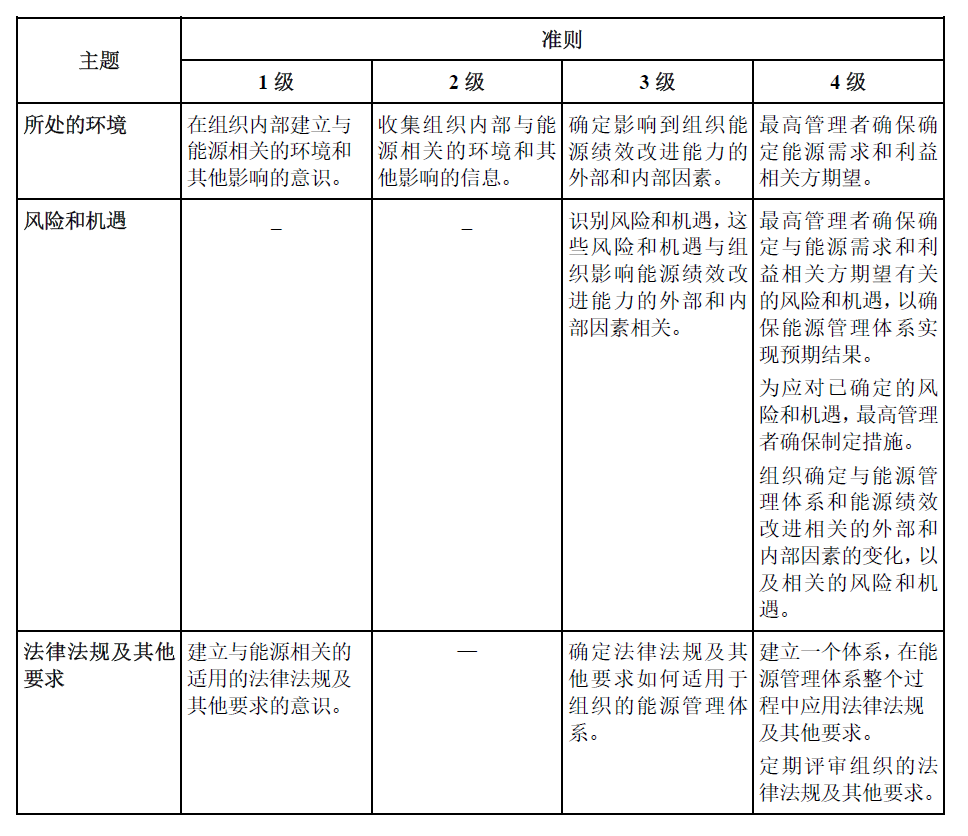 主题
准则
1 级
2 级
3 级
4 级
所处的环境
在组织内部建立与
能源相关的环境和
其他影响的意识。
收集组织内部与能
源相关的环境和其
他影响的信息。
确定影响到组织能
源绩效改进能力的
外部和内部因素。
最高管理者确保确
定能源需求和利益
相关方期望。
风险和机遇
–
–
识别风险和机遇，这
些风险和机遇与组
织影响能源绩效改
进能力的外部和内
部因素相关。
最高管理者确保确
定与能源需求和利
益相关方期望有关
的风险和机遇，以确
保能源管理体系实
现预期结果。
为应对已确定的风
险和机遇，最高管理
者确保制定措施。
组织确定与能源管
理体系和能源绩效
改进相关的外部和
内部因素的变化，以
及相关的风险和机
遇。
法律法规及其他
要求
建立与能源相关的
适用的法律法规及
其他要求的意识。
—
确定法律法规及其
他要求如何适用于
组织的能源管理体
系。
建立一个体系，在能
源管理体系整个过
程中应用法律法规
及其他要求。
定期评审组织的法
律法规及其他要求。